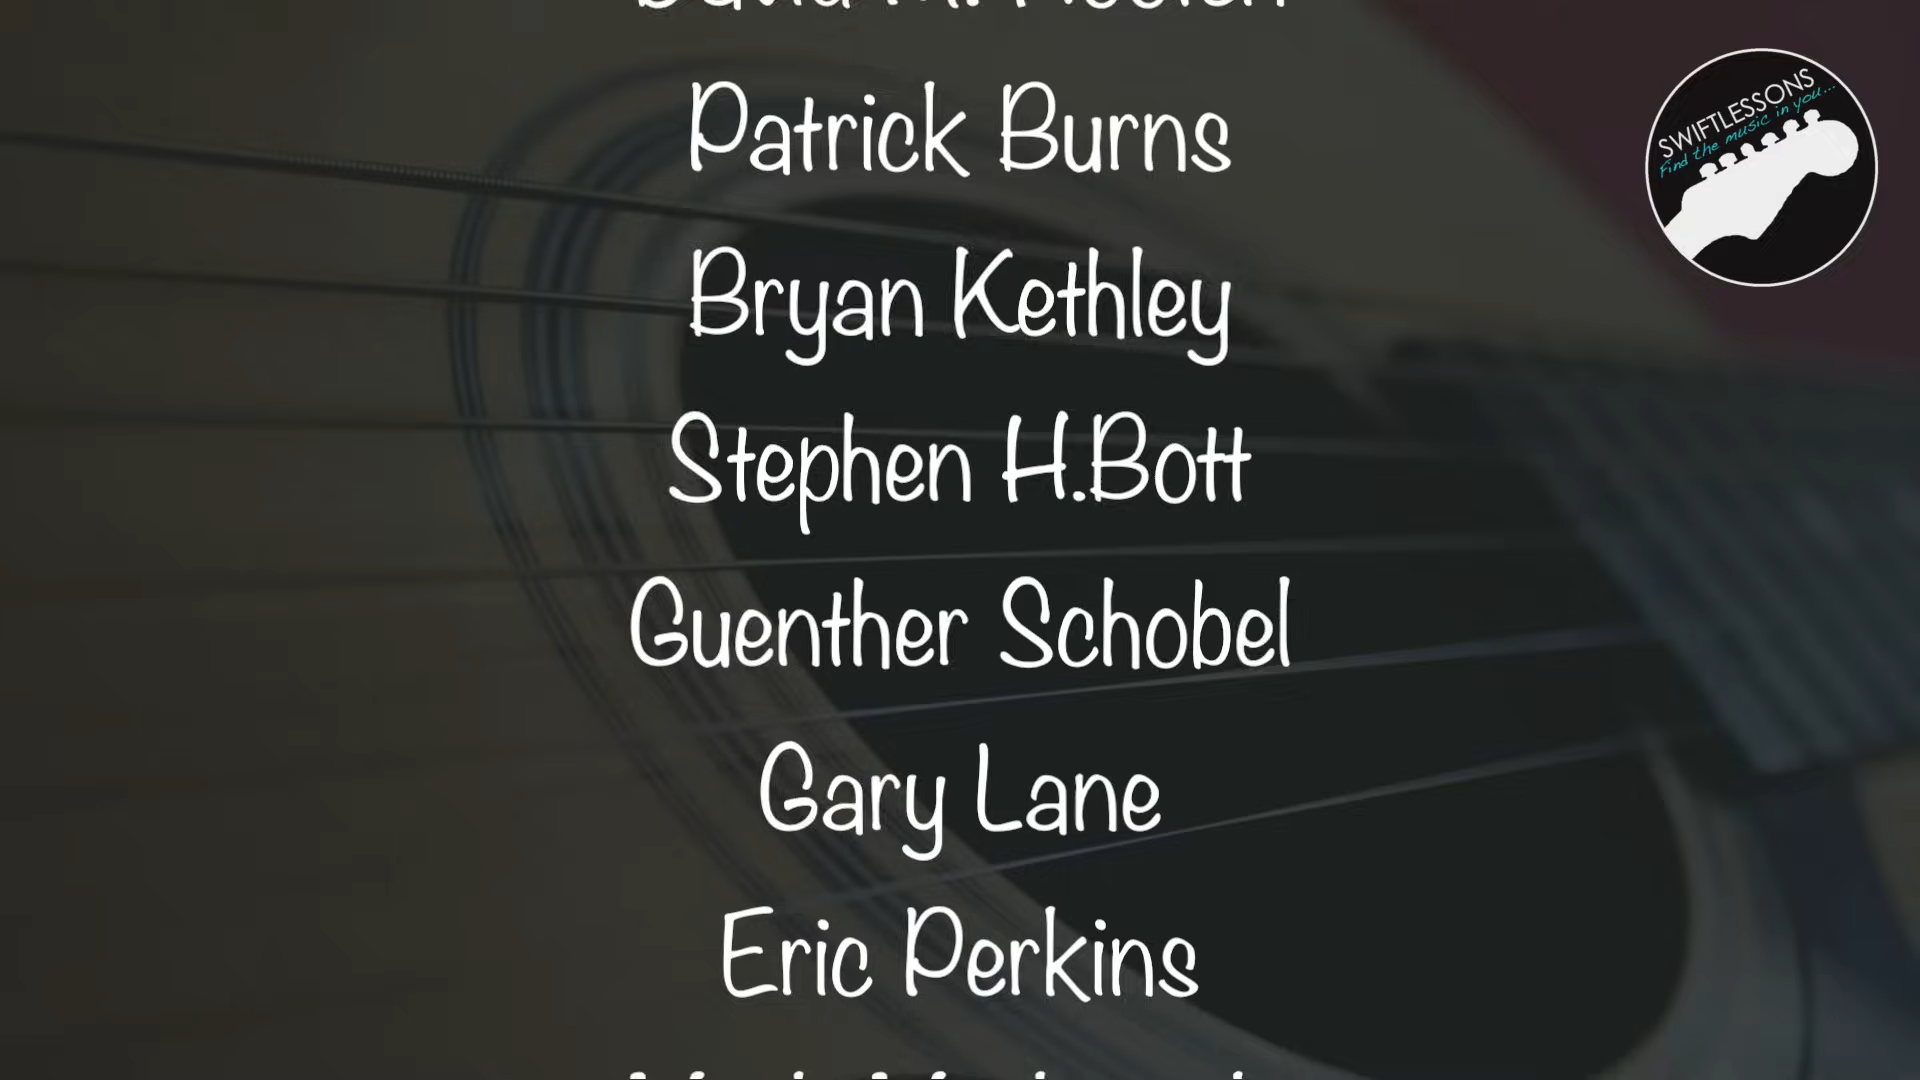 Patrick Burns
SWIFTLESSONS
Find the music in you...
Bryan Kethley
Stephen H.Bott
Guenther Schobel
Gary Lane
Eric Perkins